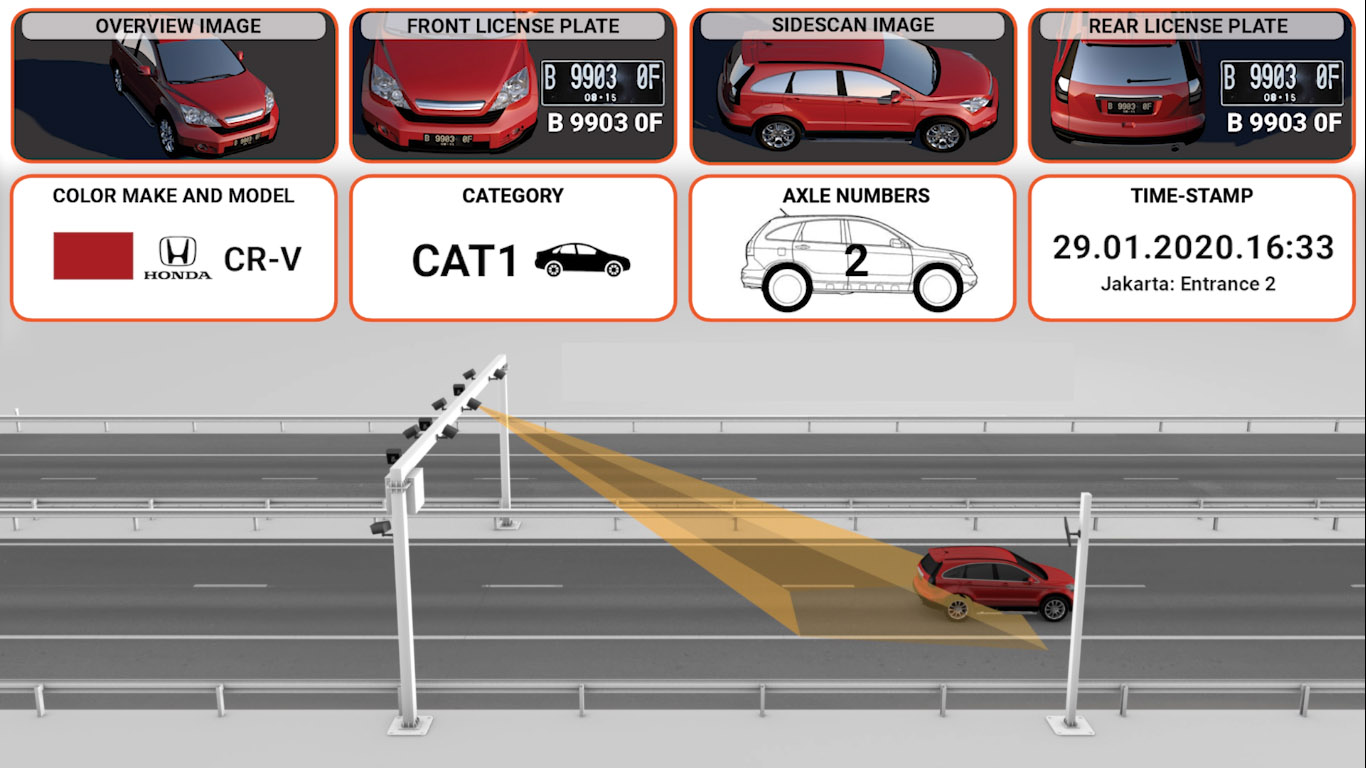 OVERVIEW IMAGE
FRONT LICENSE PLATE
B 9903 0F
08·15
B 9903 0F
B 9903 0F
SIDESCAN IMAGE
REAR LICENSE PLATE
B 9903 0F
08·15
B 9903 0F
B 9903 0F
COLOR MAKE AND MODEL
HONDA
CR-V
CATEGORY
CAT1
AXLE NUMBERS
2
TIME-STAMP
29.01.2020.16:33
Jakarta: Entrance 2